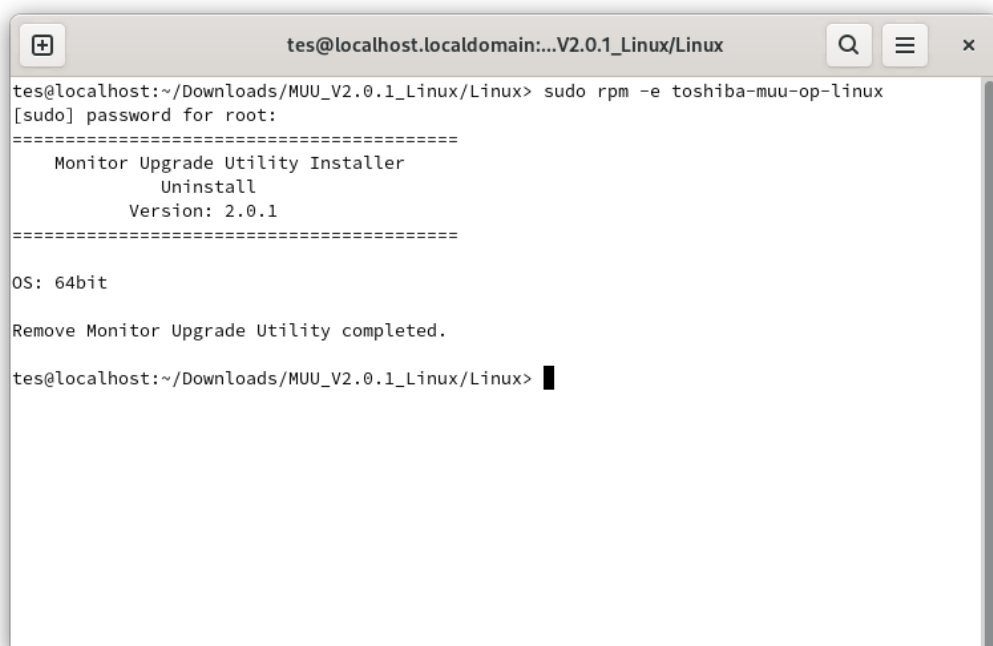 tes@localhost.localdomain:...V2.0.1_Linux/Linux
tes@localhost:~/Downloads/MUU_V2.0.1_Linux/Linux> sudo rpm -e toshiba-muu-op-linux
[sudo] password for root:
==========================================
    Monitor Upgrade Utility Installer
              Uninstall
           Version: 2.0.1
==========================================
OS: 64bit
Remove Monitor Upgrade Utility completed.
tes@localhost:~/Downloads/MUU_V2.0.1_Linux/Linux>